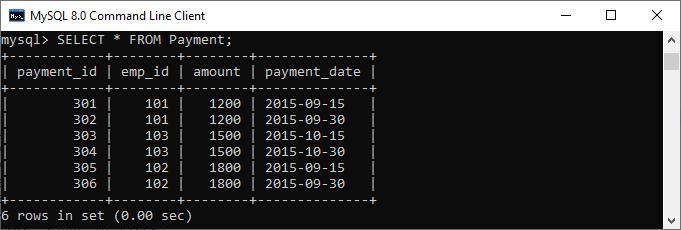 MySQL 8.0 Command Line Client
mysql> SELECT * FROM Payment;
+------------+--------+--------+--------------+
| payment_id | emp_id | amount | payment_date |
+------------+--------+--------+--------------+
|        301 |    101 |   1200 | 2015-09-15   |
|        302 |    101 |   1200 | 2015-09-30   |
|        303 |    103 |   1500 | 2015-10-15   |
|        304 |    103 |   1500 | 2015-10-30   |
|        305 |    102 |   1800 | 2015-09-15   |
|        306 |    102 |   1800 | 2015-09-30   |
+------------+--------+--------+--------------+
6 rows in set (0.00 sec)